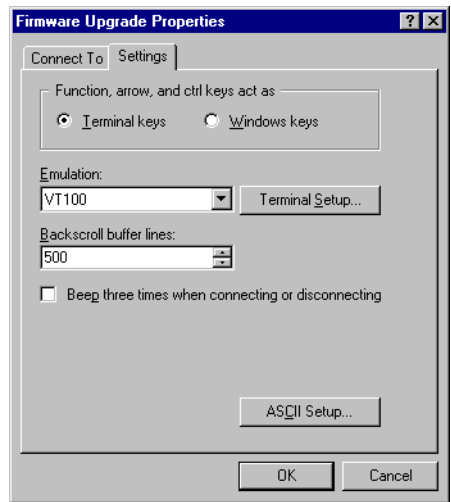 Firmware Upgrade Properties
Connect To Settings
Function, arrow, and ctrl keys act as
Terminal keys Windows keys
Emulation:
VT100 Terminal Setup...
Backscroll buffer lines:
500
Beep three times when connecting or disconnecting
ASCII Setup...
OK Cancel